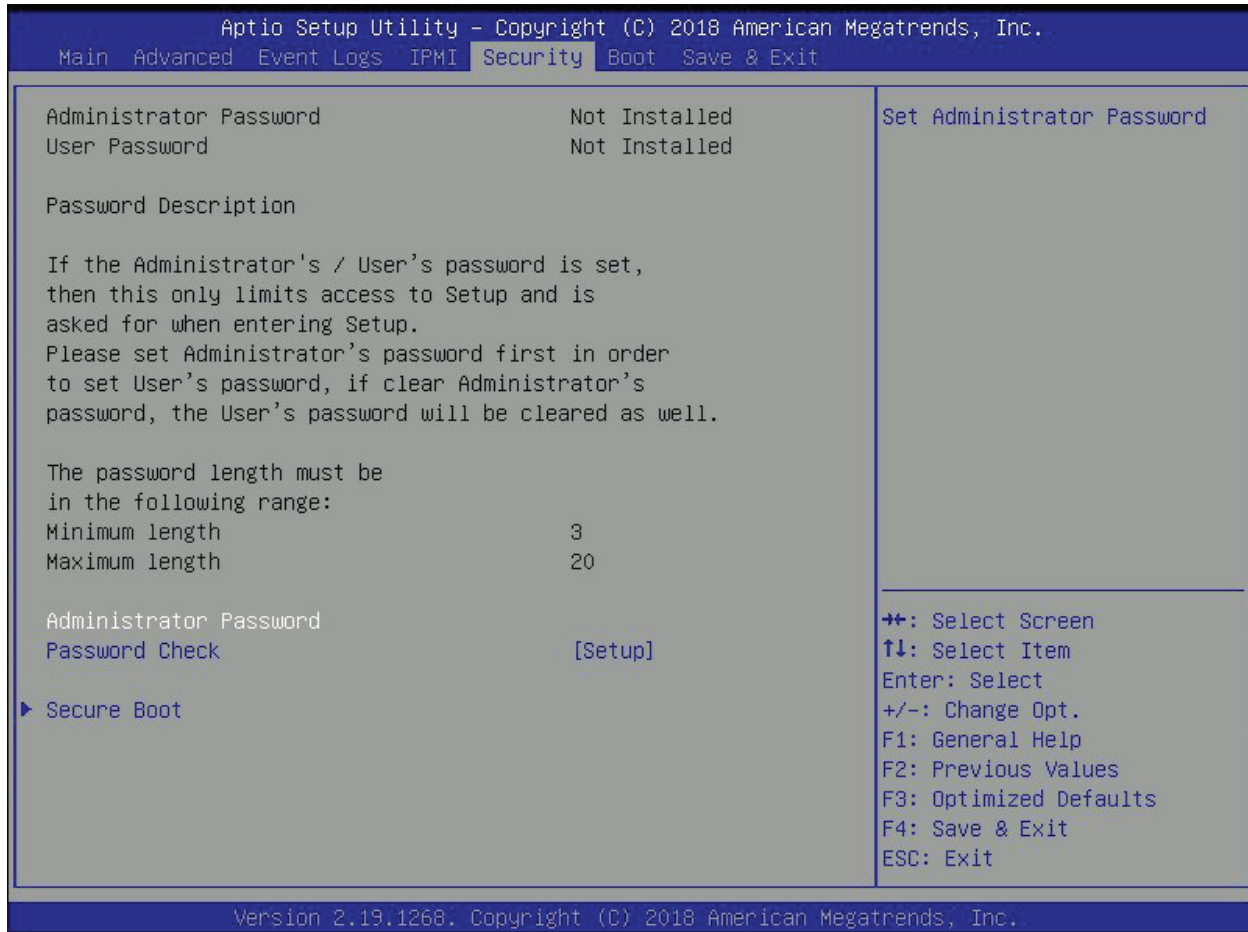 Aptio Setup Utility – Copyright (C) 2018 American Megatrends, Inc.
Main Advanced Event Logs IPMI Security Boot Save & Exit
Administrator Password Not Installed
User Password Not Installed
Password Description
If the Administrator's / User's password is set,
then this only limits access to Setup and is
asked for when entering Setup.
Please set Administrator's password first in order
to set User's password, if clear Administrator's
password, the User's password will be cleared as well.
The password length must be
in the following range:
Minimum length 3
Maximum length 20
Administrator Password
Password Check [Setup]
Secure Boot
Set Administrator Password
→←: Select Screen
↑↓: Select Item
Enter: Select
+/-: Change Opt.
F1: General Help
F2: Previous Values
F3: Optimized Defaults
F4: Save & Exit
ESC: Exit
Version 2.19.1268. Copyright (C) 2018 American Megatrends, Inc.